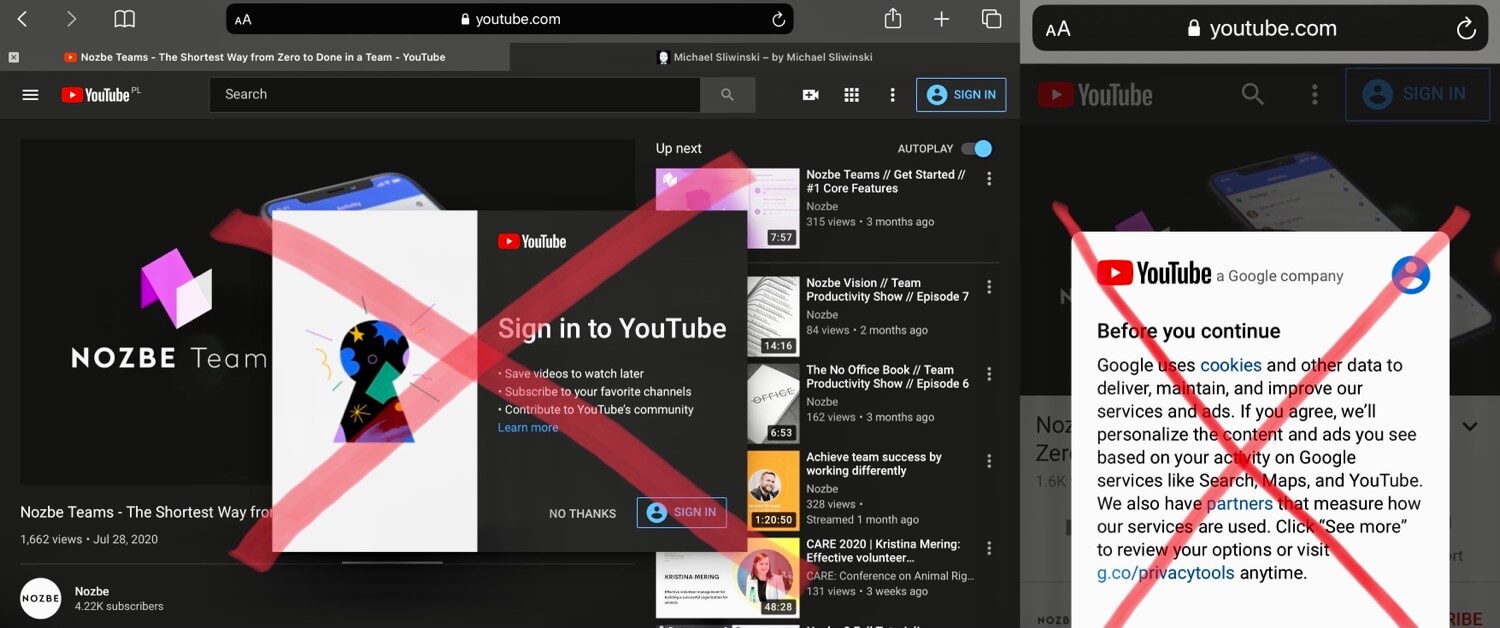 AA
youtube.com
Nozbe Teams - The Shortest Way from Zero to Done in a Team - YouTube
Michael Sliwinski – by Michael Sliwinski
YouTube PL
Search
SIGN IN
NOZBE Team
Nozbe Teams - The Shortest Way from
1,662 views • Jul 28, 2020
NOZBE
Nozbe
4.22K subscribers
YouTube
Sign in to YouTube
• Save videos to watch later
• Subscribe to your favorite channels
• Contribute to YouTube's community
Learn more
NO THANKS
SIGN IN
Up next
AUTOPLAY
7:57
Nozbe Teams // Get Started //
#1 Core Features
Nozbe
315 views • 3 months ago
14:16
Nozbe Vision // Team
Productivity Show // Episode 7
Nozbe
84 views • 2 months ago
OFFICE
6:53
The No Office Book // Team
Productivity Show // Episode 6
Nozbe
162 views • 3 months ago
1:20:50
Achieve team success by
working differently
Nozbe
328 views •
Streamed 1 month ago
KRISTINA MERING
48:28
CARE 2020 | Kristina Mering:
Effective volunteer…
CARE: Conference on Animal Rig…
131 views • 3 weeks ago
AA
youtube.com
YouTube
SIGN IN
Noz
Zer
1.6K
NOZB
YouTube a Google company
Before you continue
Google uses cookies and other data to
deliver, maintain, and improve our
services and ads. If you agree, we'll
personalize the content and ads you see
based on your activity on Google
services like Search, Maps, and YouTube.
We also have partners that measure how
our services are used. Click "See more"
to review your options or visit
g.co/privacytools anytime.
ort
RIBE